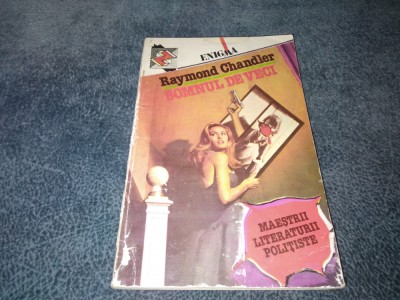 ENIGMA
Raymond Chandler
SOMNUL DE VECI
MAEȘTRII
LITERATURII
POLIȚISTE